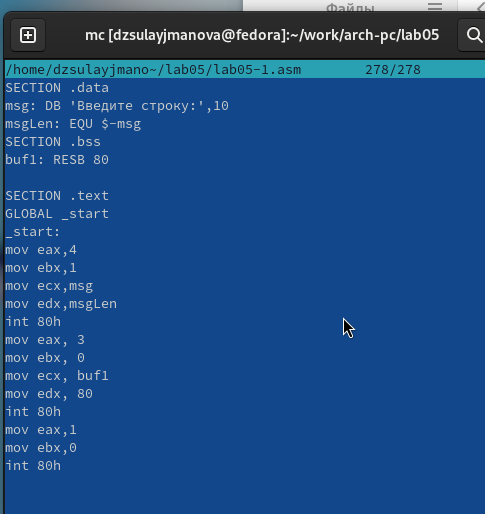 Файлы
mc [dzsulayjmanova@fedora]:~/work/arch-pc/lab05
/home/dzsulayjmano~/lab05/lab05-1.asm 278/278
SECTION .data
msg: DB 'Введите строку:',10
msgLen: EQU $-msg
SECTION .bss
buf1: RESB 80
SECTION .text
GLOBAL _start
_start:
mov eax,4
mov ebx,1
mov ecx,msg
mov edx,msgLen
int 80h
mov eax, 3
mov ebx, 0
mov ecx, buf1
mov edx, 80
int 80h
mov eax,1
mov ebx,0
int 80h